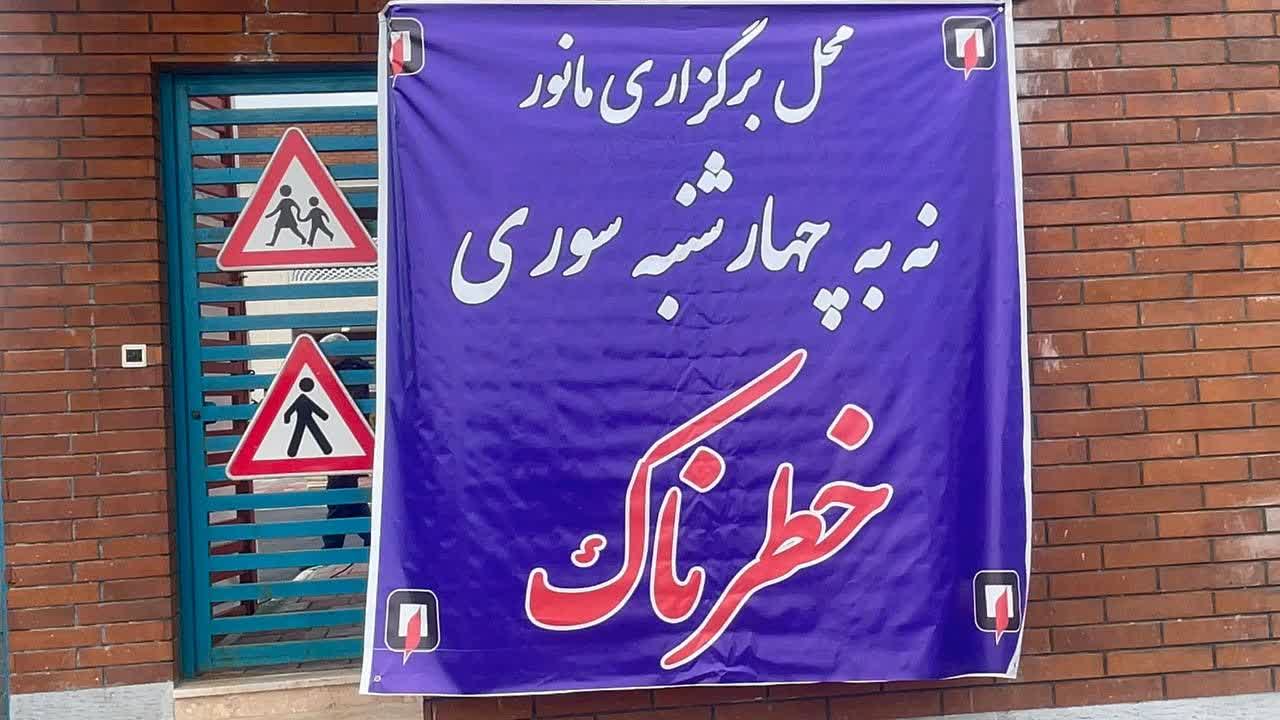 محل برگزاری مانور
نه به چهارشنبه سوری
خطرناک